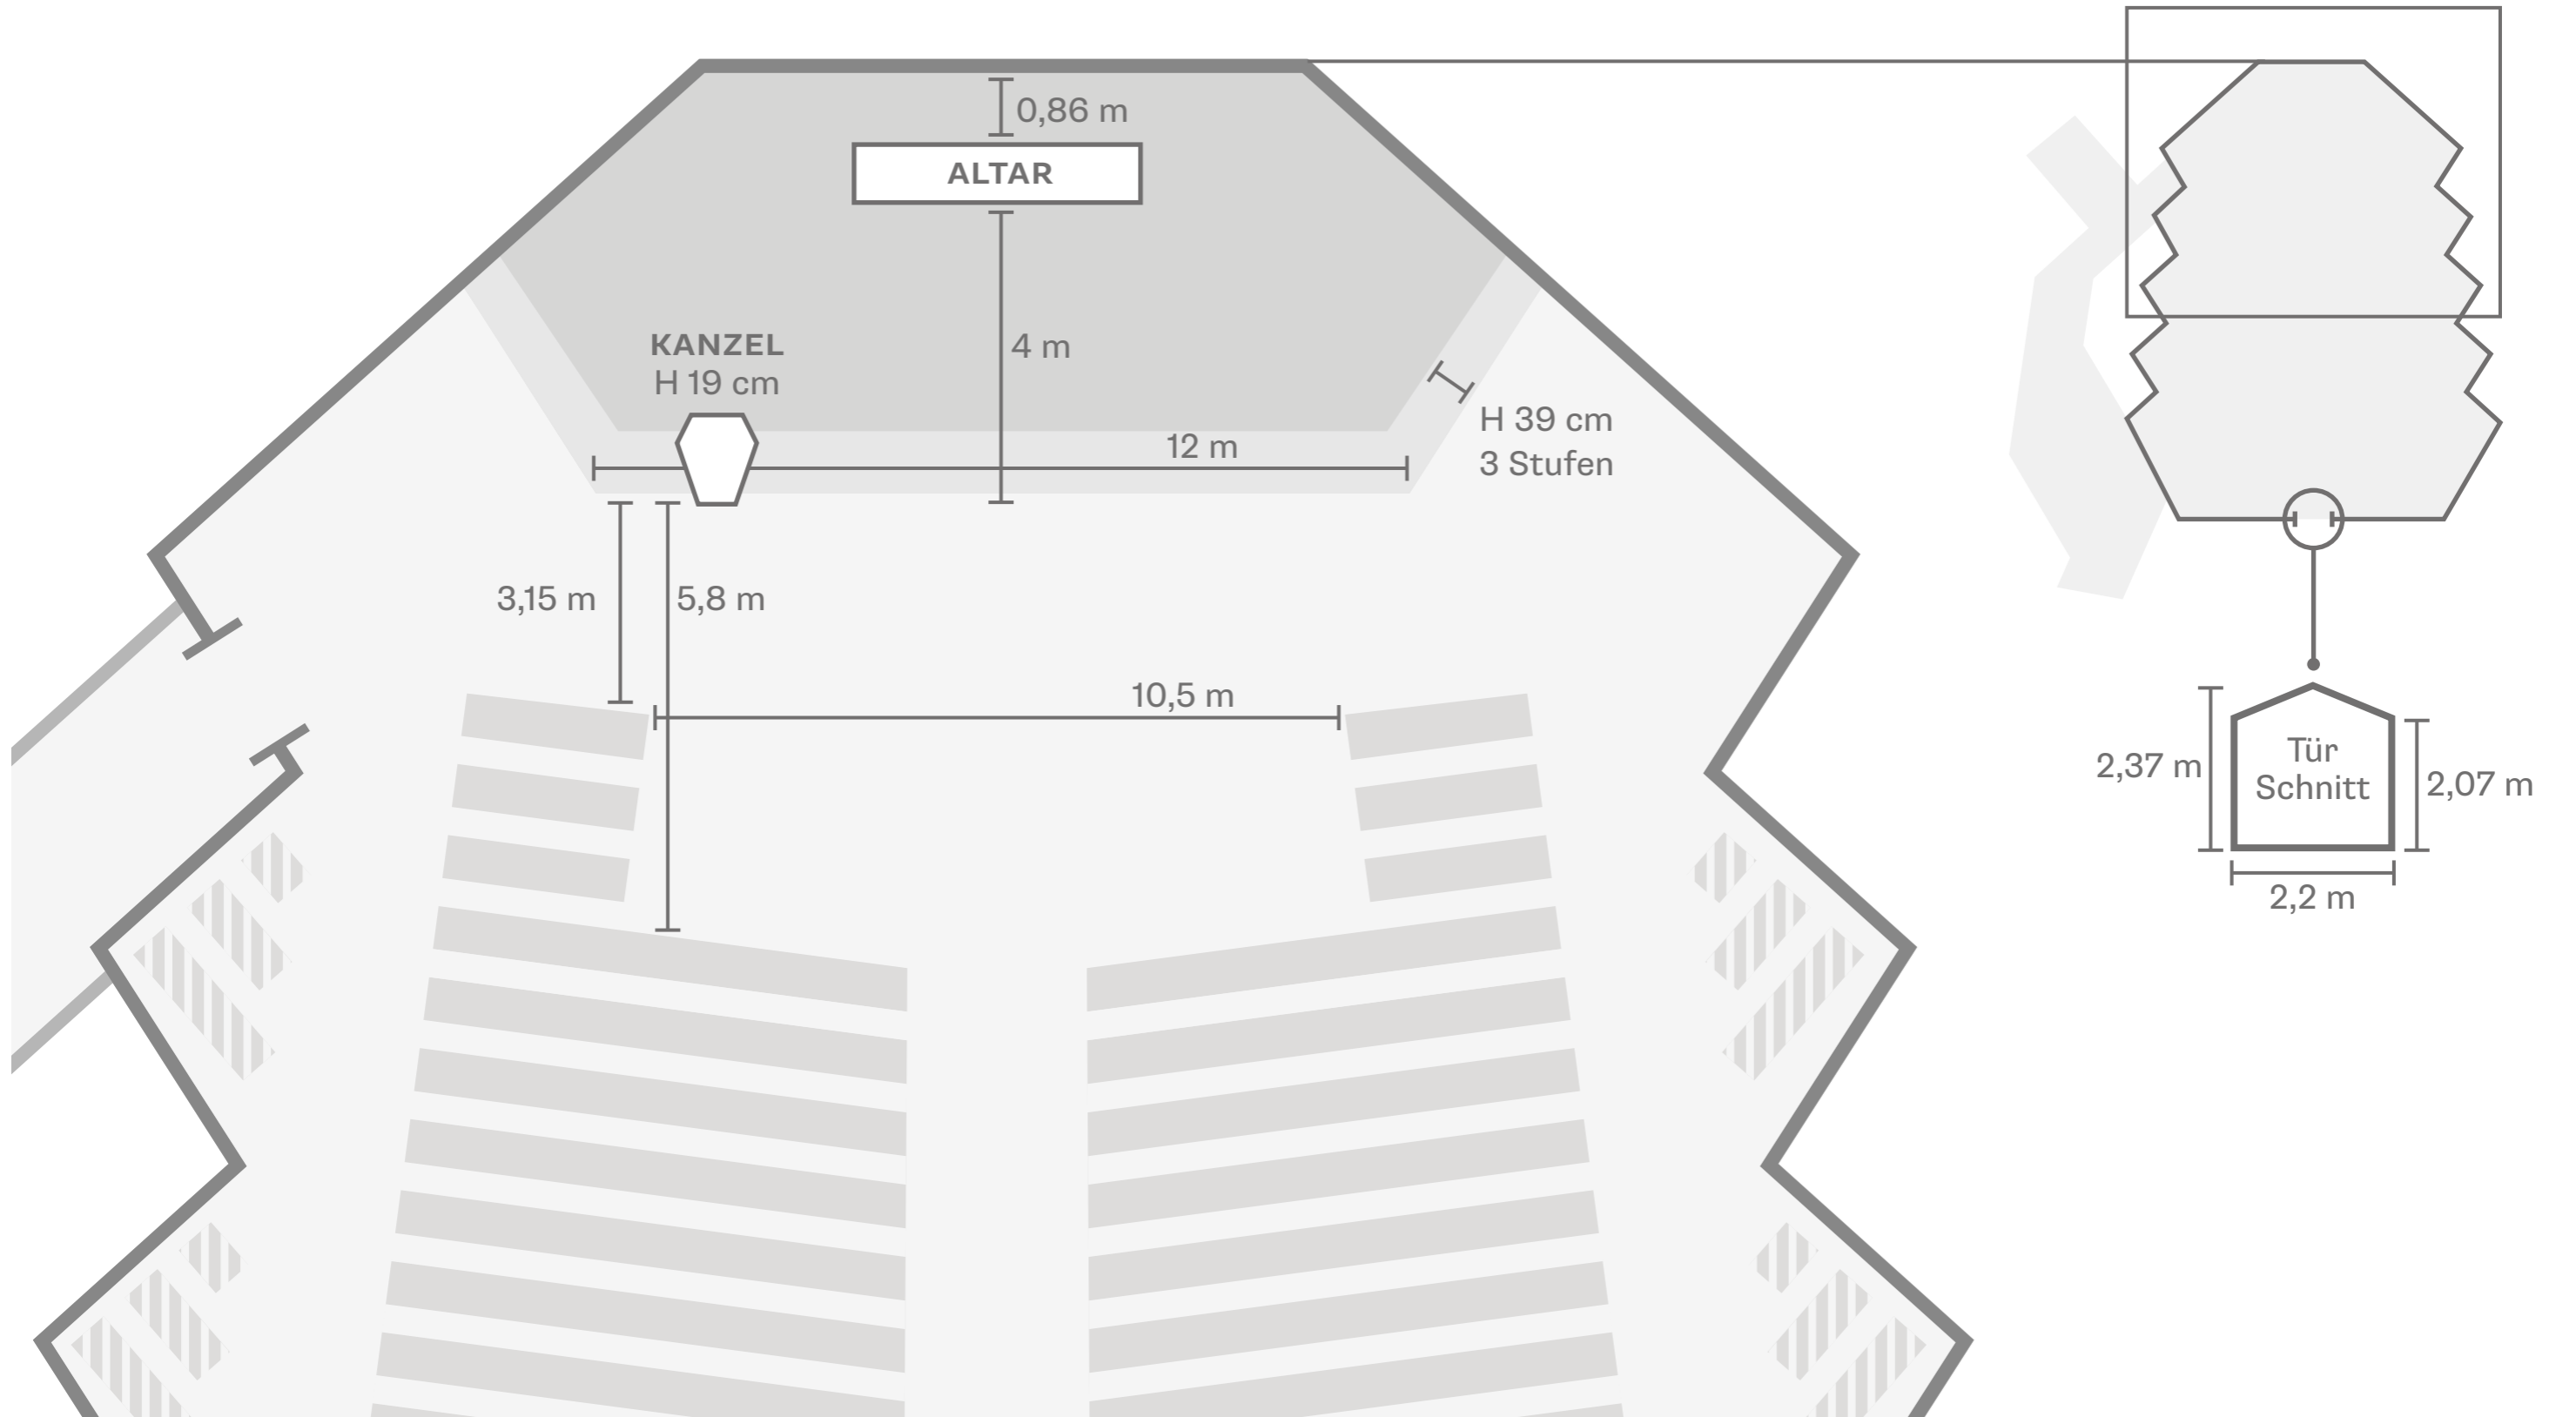 0,86 m
ALTAR
KANZEL
H 19 cm
4 m
12 m
H 39 cm
3 Stufen
3,15 m
5,8 m
10,5 m
2,37 m
Tür
Schnitt
2,07 m
2,2 m